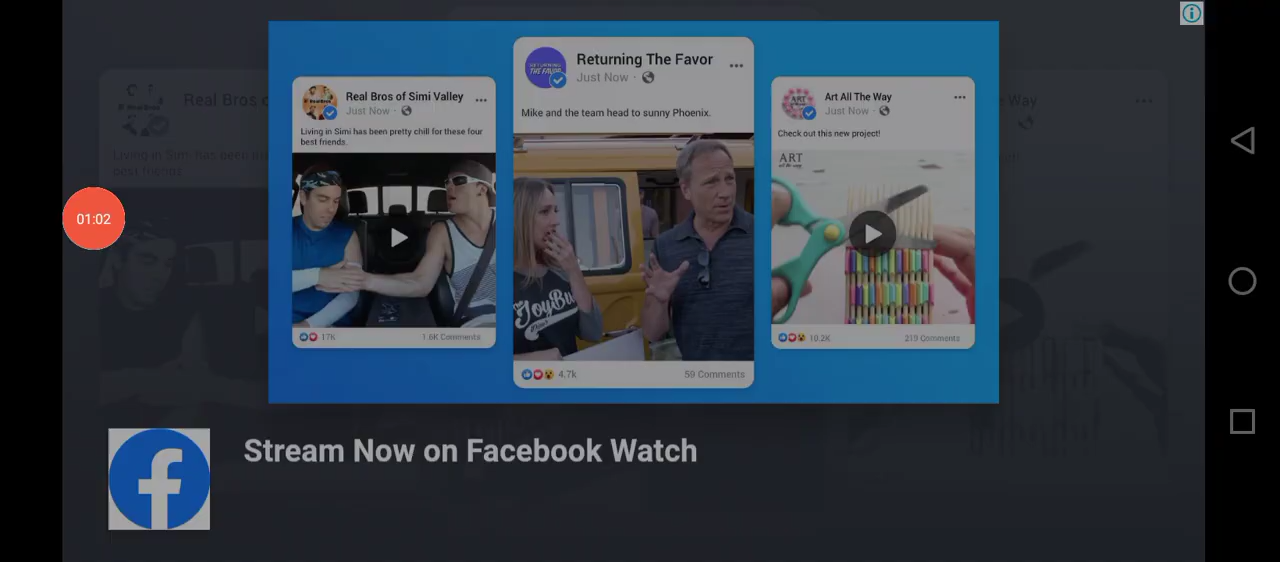 Real Bros of Simi Valley
Just Now
Living in Simi has been pretty chill for these four
best friends.
17K
1.6K Comments
Returning The Favor
Just Now
Mike and the team head to sunny Phoenix.
4.7k
59 Comments
Art All The Way
Just Now
Check out this new project!
ART
19.2K
219 Comments
01:02
Stream Now on Facebook Watch